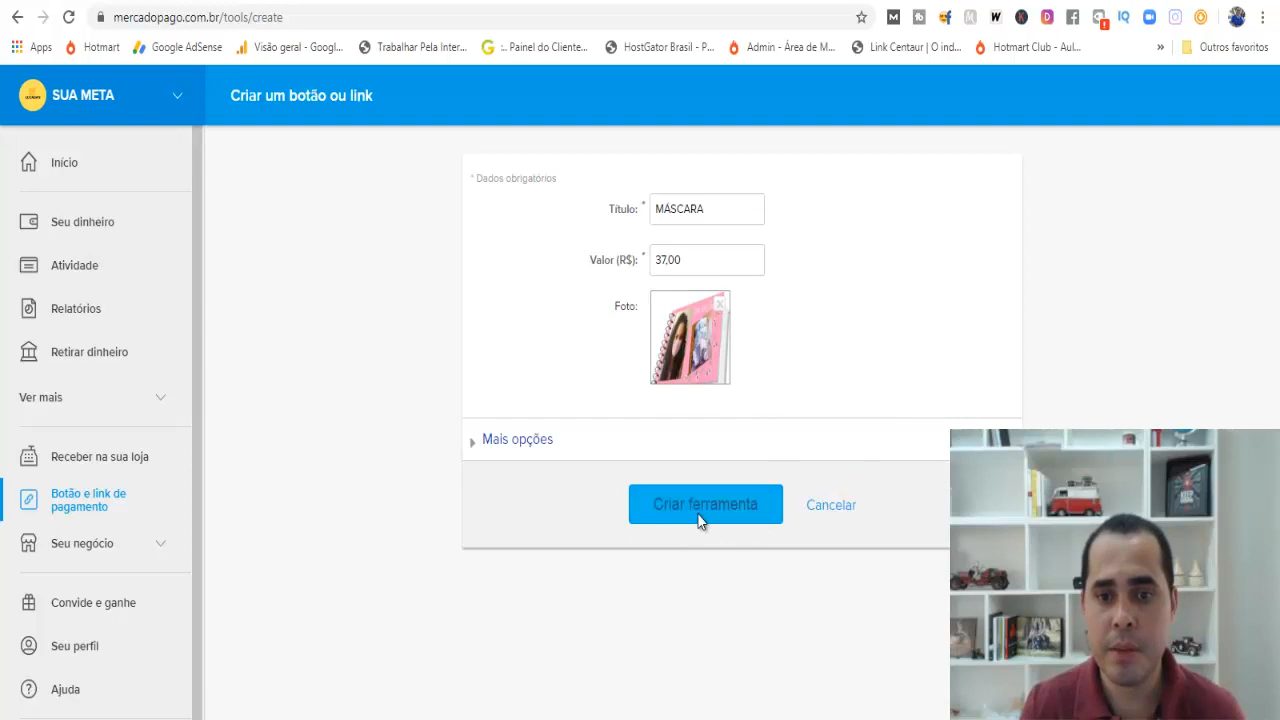 mercadopago.com.br/tools/create
Apps
Hotmart
Google AdSense
Visão geral - Googl...
Trabalhar Pela Inter...
:. Painel do Cliente...
HostGator Brasil - P...
Admin - Área de M...
Link Centaur | O ind...
Hotmart Club - Aul...
»
Outros favoritos
SUA META
Criar um botão ou link
Início
Seu dinheiro
Atividade
Relatórios
Retirar dinheiro
Ver mais
Receber na sua loja
Botão e link de
pagamento
Seu negócio
Convide e ganhe
Seu perfil
Ajuda
* Dados obrigatórios
Título: * MÁSCARA
Valor (R$): * 37,00
Foto:
Mais opções
Criar ferramenta
Cancelar